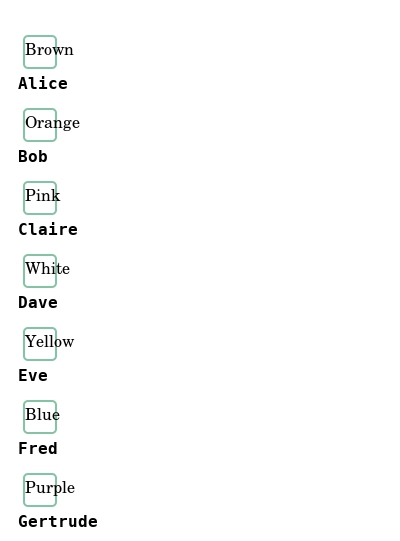 Brown
Alice
Orange
Bob
Pink
Claire
White
Dave
Yellow
Eve
Blue
Fred
Purple
Gertrude